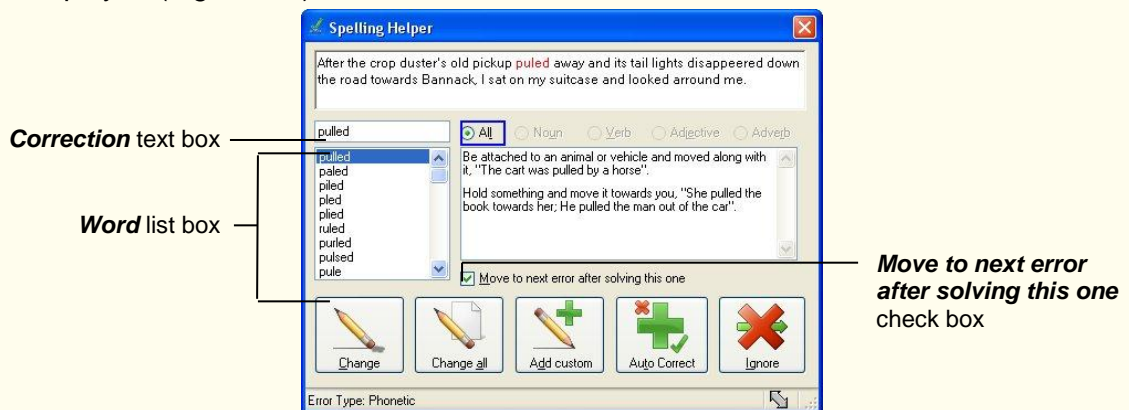 Spelling Helper
After the crop duster's old pickup puled away and its tail lights disappeered down
the road towards Bannack, I sat on my suitcase and looked arround me.
Correction text box
pulled
All Noun Verb Adjective Adverb
Word list box
pulled
paled
piled
pled
plied
ruled
purled
pulsed
pule
Be attached to an animal or vehicle and moved along with
it, "The cart was pulled by a horse".
Hold something and move it towards you, "She pulled the
book towards her; He pulled the man out of the car".
Move to next error after solving this one
Move to next error
after solving this one
check box
Change
Change all
Add custom
Auto Correct
Ignore
Error Type: Phonetic